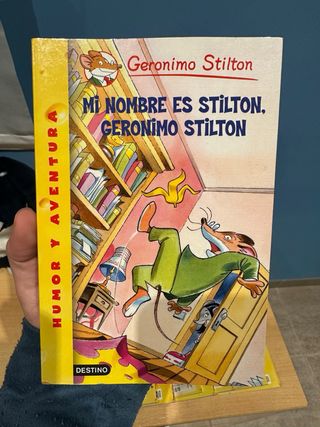 Geronimo Stilton
MI NOMBRE ES STILTON,
GERONIMO STILTON
HUMOR Y AVENTURA
DESTINO